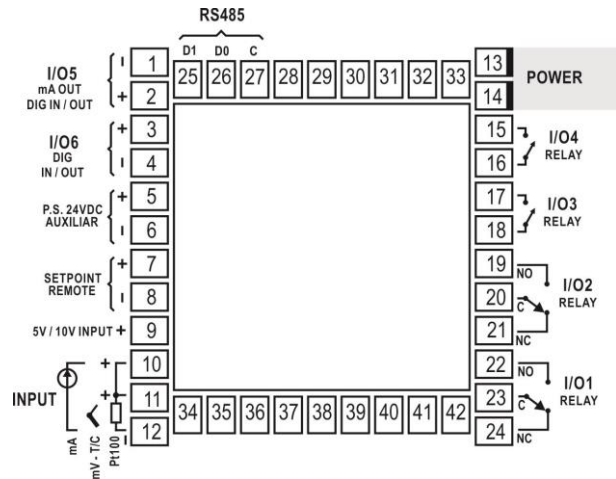 RS485
D1 D0 C
25 26 27 28 29 30 31 32 33
I/O5
mA OUT
DIG IN / OUT
– 1
+ 2
I/O6
DIG
IN / OUT
+ 3
– 4
P.S. 24VDC
AUXILIAR
+ 5
– 6
SETPOINT
REMOTE
+ 7
– 8
5V / 10V INPUT + 9
INPUT
+ 10
+ 11
– 12
mA
mV - T/C
Pt100
34 35 36 37 38 39 40 41 42
13
14
POWER
15
16
I/O4
RELAY
17
18
I/O3
RELAY
19 NO
20 C
21 NC
I/O2
RELAY
22 NO
23 C
24 NC
I/O1
RELAY